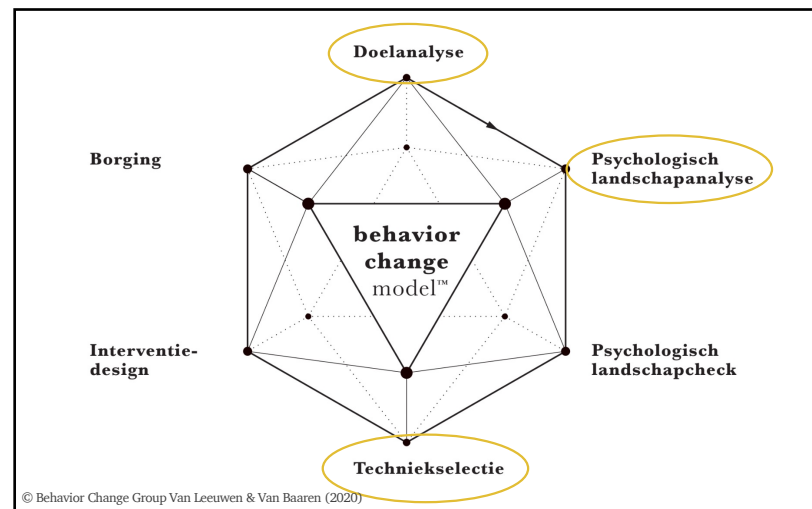 Doelanalyse
Borging
Psychologisch
landschapanalyse
behavior
change
model™
Interventie-
design
Psychologisch
landschapcheck
Techniekselectie
© Behavior Change Group Van Leeuwen & Van Baaren (2020)